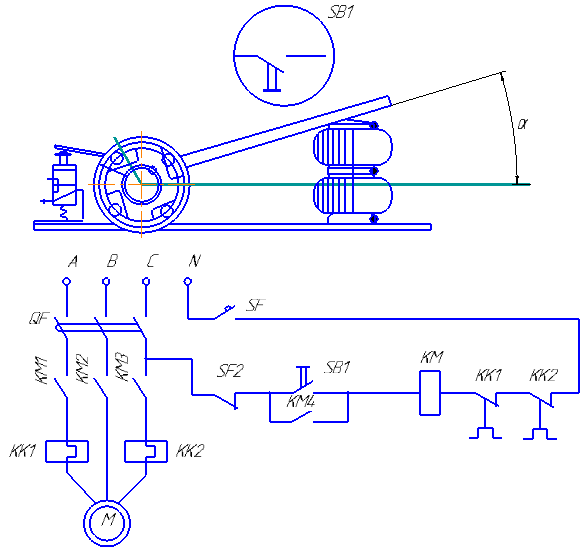 SB1
α
A B C N
QF
SF
KM1 KM2 KM3
SF2 SB1 KM KK1 KK2
KM4
KK1 KK2
M